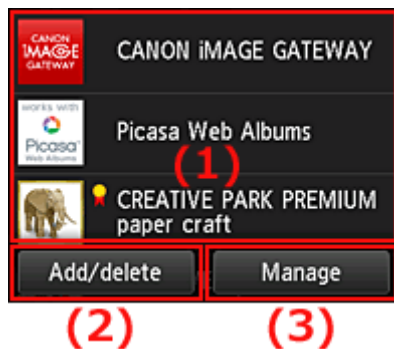 CANON
iMAGE
GATEWAY
CANON iMAGE GATEWAY
works with
Picasa
Web Albums
Picasa Web Albums
(1)
CREATIVE PARK PREMIUM
paper craft
Add/delete
Manage
(2)
(3)